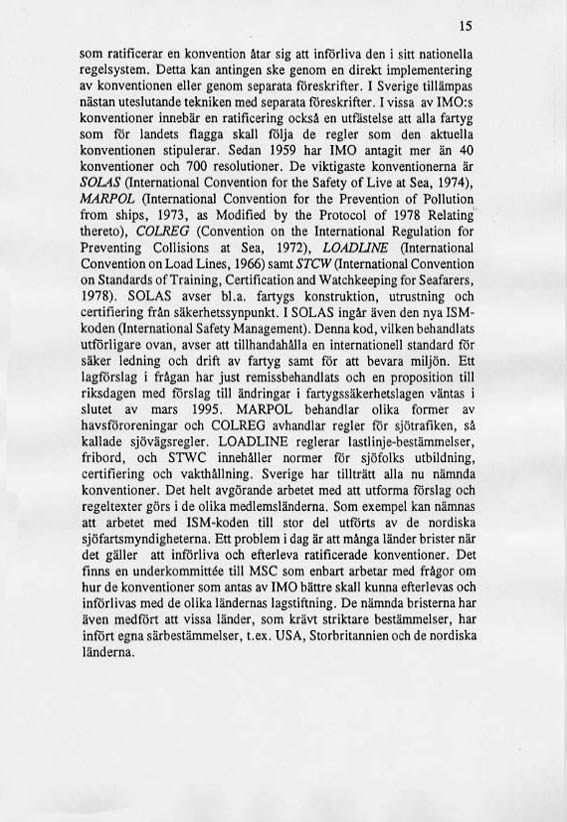 15
som ratificerar en konvention åtar sig att införliva den i sitt nationella
regelsystem. Detta kan antingen ske genom en direkt implementering
av konventionen eller genom separata föreskrifter. I Sverige tillämpas
nästan uteslutande tekniken med separata föreskrifter. I vissa av IMO:s
konventioner innebär en ratificering också en utfästelse att alla fartyg
som för landets flagga skall följa de regler som den aktuella
konventionen stipulerar. Sedan 1959 har IMO antagit mer än 40
konventioner och 700 resolutioner. De viktigaste konventionerna är
SOLAS (International Convention for the Safety of Live at Sea, 1974),
MARPOL (International Convention for the Prevention of Pollution
from ships, 1973, as Modified by the Protocol of 1978 Relating
thereto), COLREG (Convention on the International Regulation for
Preventing Collisions at Sea, 1972), LOADLINE (International
Convention on Load Lines, 1966) samt STCW (International Convention
on Standards of Training, Certification and Watchkeeping for Seafarers,
1978). SOLAS avser bl.a. fartygs konstruktion, utrustning och
certifiering från säkerhetssynpunkt. I SOLAS ingår även den nya ISM-
koden (International Safety Management). Denna kod, vilken behandlats
utförligare ovan, avser att tillhandahålla en internationell standard för
säker ledning och drift av fartyg samt för att bevara miljön. Ett
lagförslag i frågan har just remissbehandlats och en proposition till
riksdagen med förslag till ändringar i fartygssäkerhetslagen väntas i
slutet av mars 1995. MARPOL behandlar olika former av
havsföroreningar och COLREG avhandlar regler för sjötrafiken, så
kallade sjövägsregler. LOADLINE reglerar lastlinje-bestämmelser,
fribord, och STWC innehåller normer för sjöfolks utbildning,
certifiering och vakthållning. Sverige har tillträtt alla nu nämnda
konventioner. Det helt avgörande arbetet med att utforma förslag och
regeltexter görs i de olika medlemsländerna. Som exempel kan nämnas
att arbetet med ISM-koden till stor del utförts av de nordiska
sjöfartsmyndigheterna. Ett problem i dag är att många länder brister när
det gäller att införliva och efterleva ratificerade konventioner. Det
finns en underkommittée till MSC som enbart arbetar med frågor om
hur de konventioner som antas av IMO bättre skall kunna efterlevas och
införlivas med de olika ländernas lagstiftning. De nämnda bristerna har
även medfört att vissa länder, som krävt striktare bestämmelser, har
infört egna särbestämmelser, t.ex. USA, Storbritannien och de nordiska
länderna.